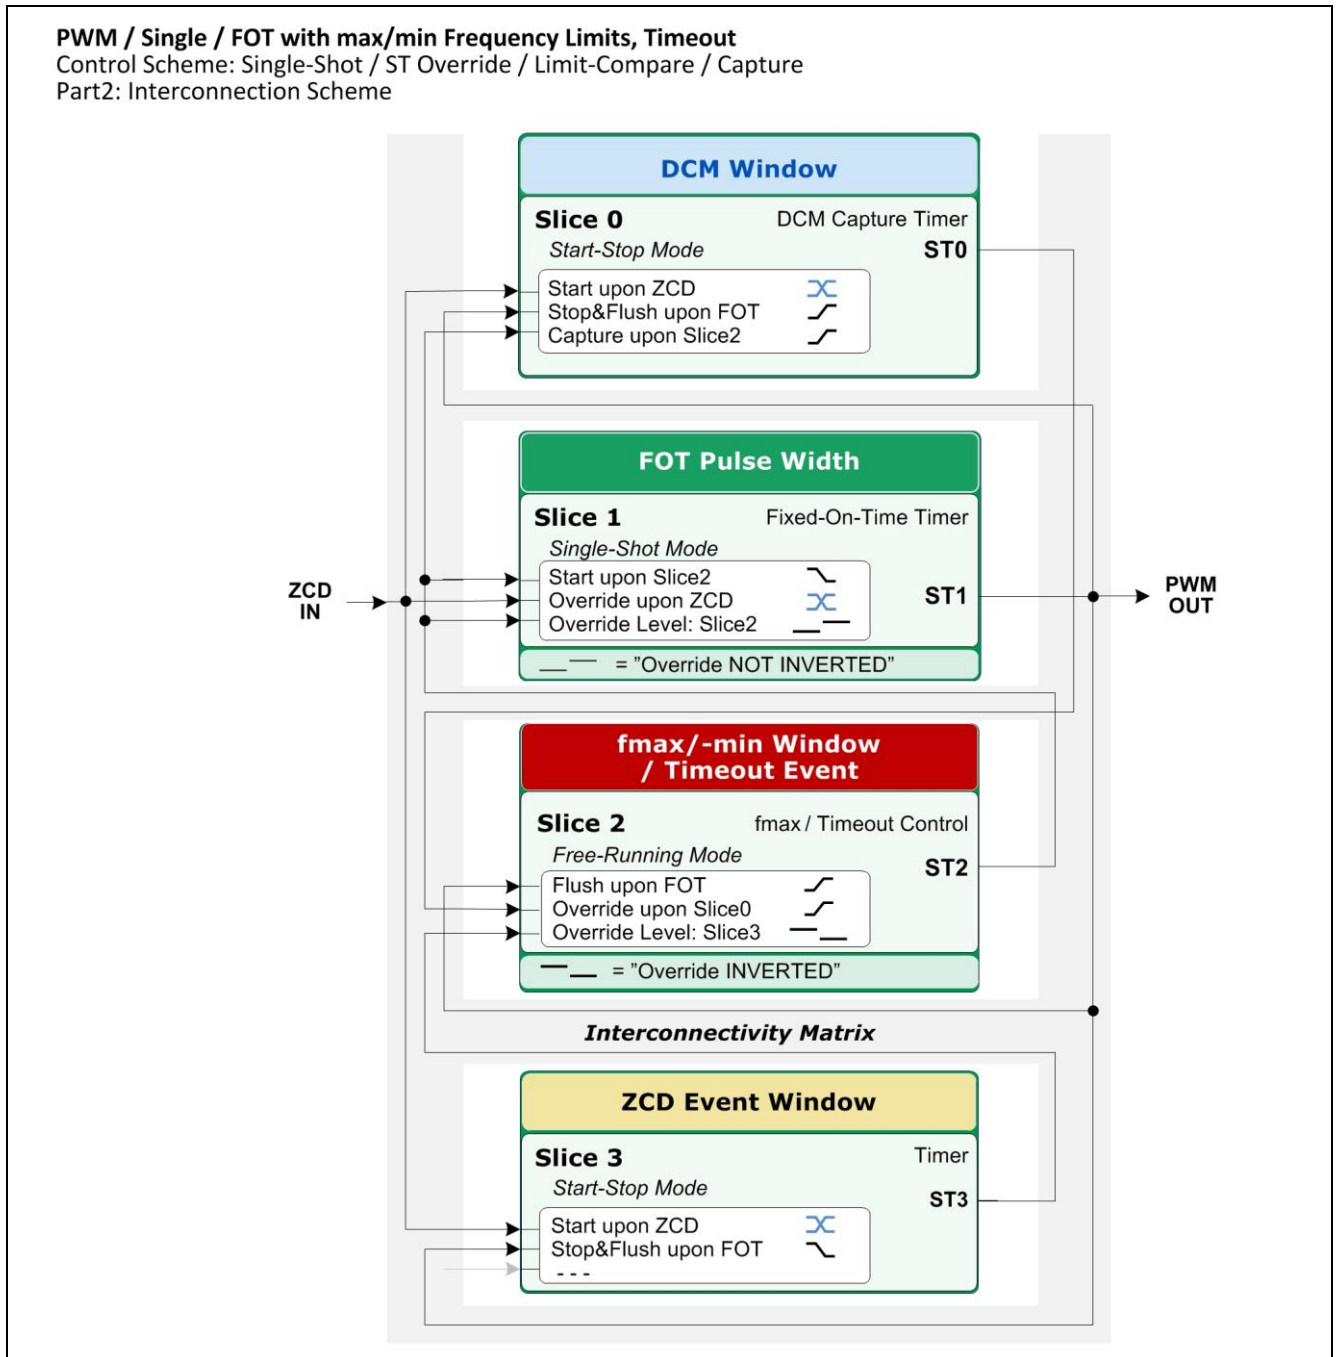 PWM / Single / FOT with max/min Frequency Limits, Timeout
Control Scheme: Single-Shot / ST Override / Limit-Compare / Capture
Part2: Interconnection Scheme
DCM Window
Slice 0 DCM Capture Timer
Start-Stop Mode ST0
Start upon ZCD
Stop&Flush upon FOT
Capture upon Slice2
FOT Pulse Width
Slice 1 Fixed-On-Time Timer
Single-Shot Mode
Start upon Slice2
Override upon ZCD
Override Level: Slice2
ST1
ZCD
IN
PWM
OUT
= ”Override NOT INVERTED”
fmax/-min Window
/ Timeout Event
Slice 2 fmax / Timeout Control
Free-Running Mode
ST2
Flush upon FOT
Override upon Slice0
Override Level: Slice3
= ”Override INVERTED”
Interconnectivity Matrix
ZCD Event Window
Slice 3 Timer
Start-Stop Mode
ST3
Start upon ZCD
Stop&Flush upon FOT
- - -